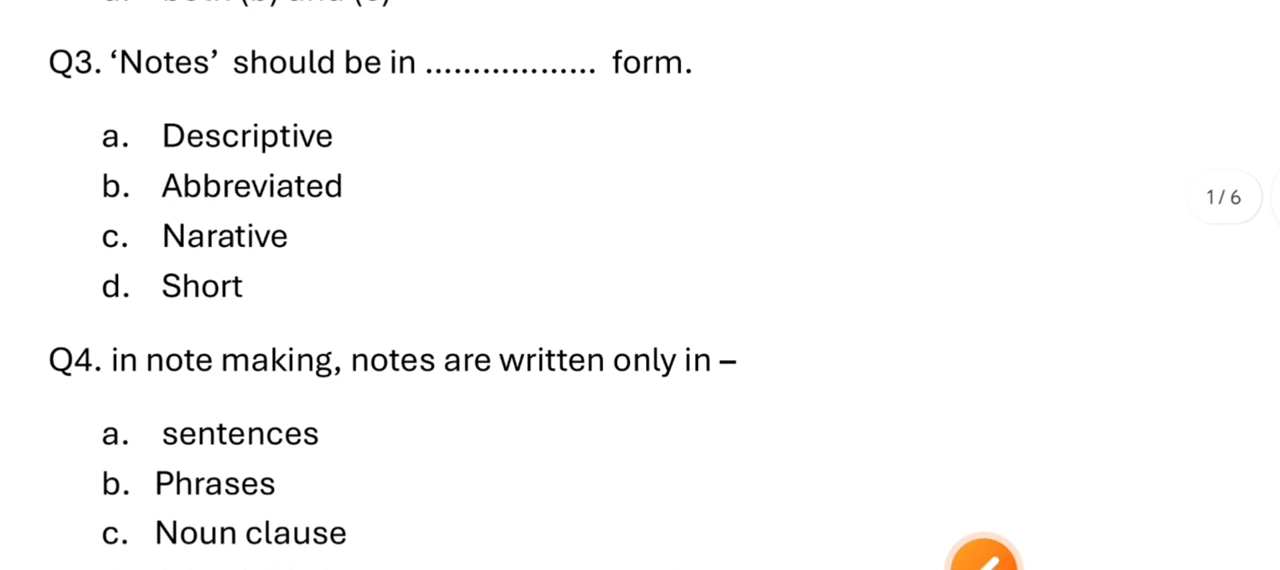 Q3. ‘Notes’ should be in .................. form.
a. Descriptive
b. Abbreviated
1 / 6
c. Narative
d. Short
Q4. in note making, notes are written only in –
a. sentences
b. Phrases
c. Noun clause